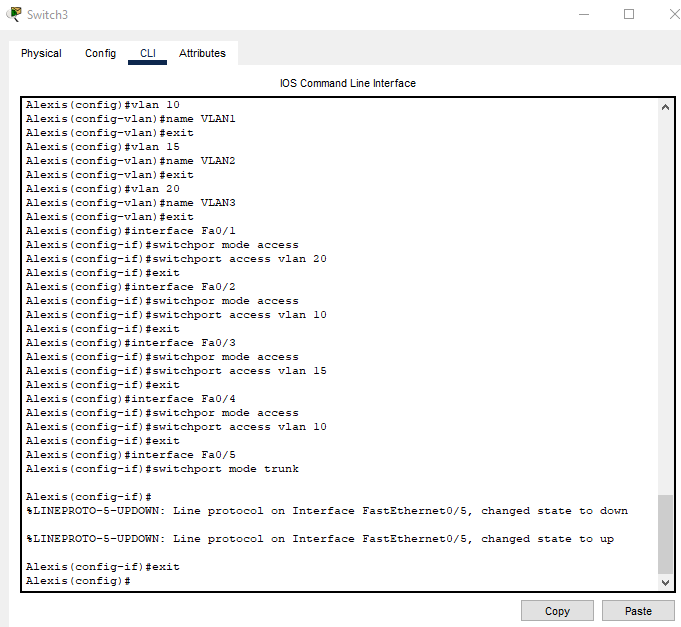 Switch3
Physical Config CLI Attributes
IOS Command Line Interface
Alexis(config)#vlan 10
Alexis(config-vlan)#name VLAN1
Alexis(config-vlan)#exit
Alexis(config)#vlan 15
Alexis(config-vlan)#name VLAN2
Alexis(config-vlan)#exit
Alexis(config)#vlan 20
Alexis(config-vlan)#name VLAN3
Alexis(config-vlan)#exit
Alexis(config)#interface Fa0/1
Alexis(config-if)#switchpor mode access
Alexis(config-if)#switchport access vlan 20
Alexis(config-if)#exit
Alexis(config)#interface Fa0/2
Alexis(config-if)#switchpor mode access
Alexis(config-if)#switchport access vlan 10
Alexis(config-if)#exit
Alexis(config)#interface Fa0/3
Alexis(config-if)#switchpor mode access
Alexis(config-if)#switchport access vlan 15
Alexis(config-if)#exit
Alexis(config)#interface Fa0/4
Alexis(config-if)#switchpor mode access
Alexis(config-if)#switchport access vlan 10
Alexis(config-if)#exit
Alexis(config)#interface Fa0/5
Alexis(config-if)#switchport mode trunk
Alexis(config-if)#
%LINEPROTO-5-UPDOWN: Line protocol on Interface FastEthernet0/5, changed state to down
%LINEPROTO-5-UPDOWN: Line protocol on Interface FastEthernet0/5, changed state to up
Alexis(config-if)#exit
Alexis(config)#
Copy Paste